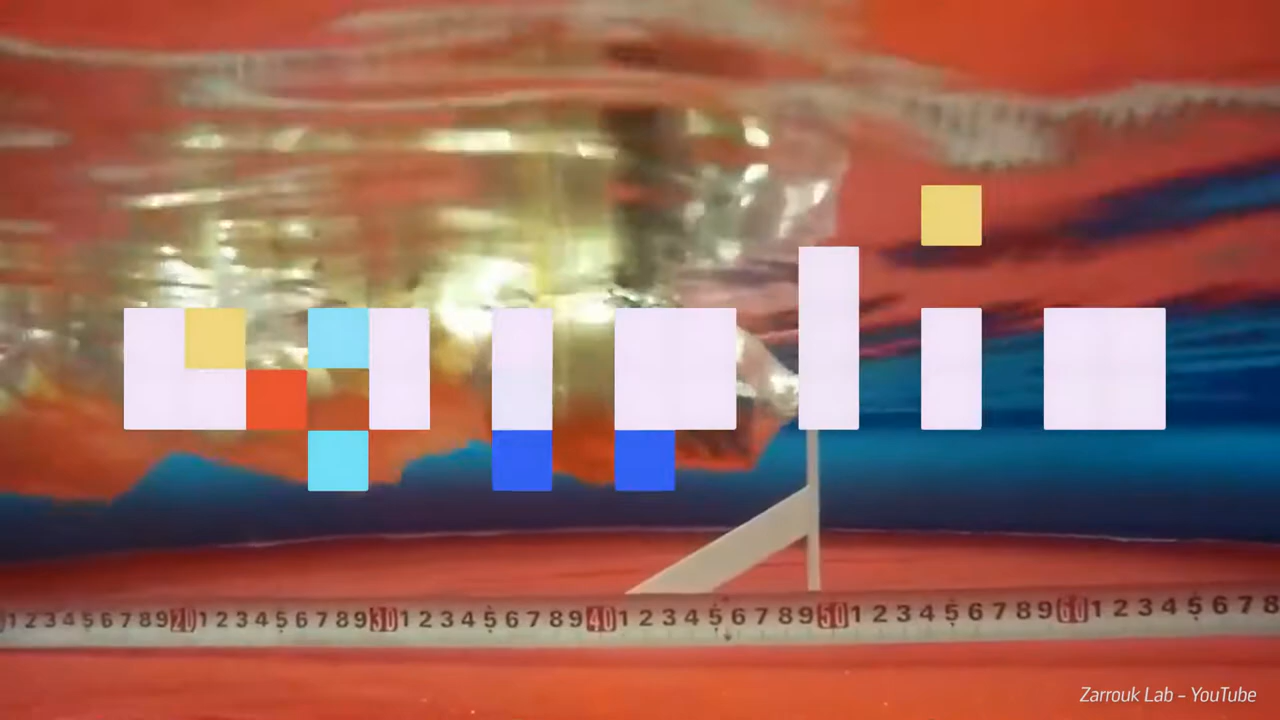 1 2 3 4 5 6 7 8 9 20 1 2 3 4 5 6 7 8 9 30 1 2 3 4 5 6 7 8 9 40 1 2 3 4 5 6 7 8 9 50 1 2 3 4 5 6 7 8 9 60 1 2 3 4 5 6 7 8
Zarrouk Lab – YouTube